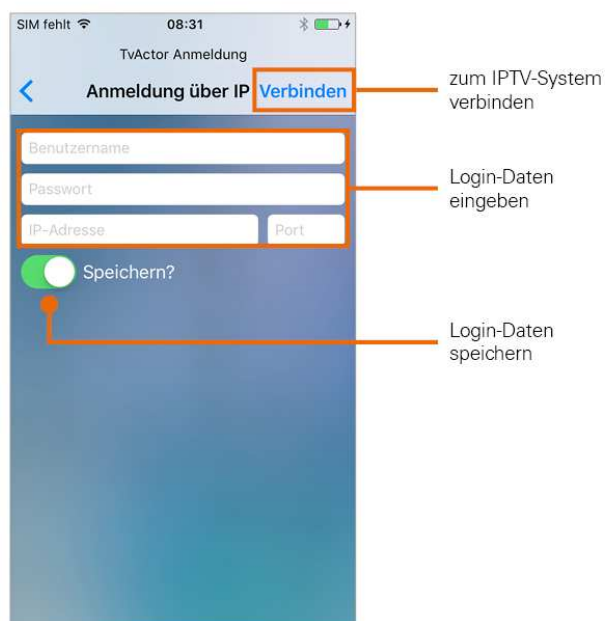 SIM fehlt 08:31
TvActor Anmeldung
Anmeldung über IP Verbinden
zum IPTV-System
verbinden
Benutzername
Passwort
IP-Adresse Port
Login-Daten
eingeben
Speichern?
Login-Daten
speichern